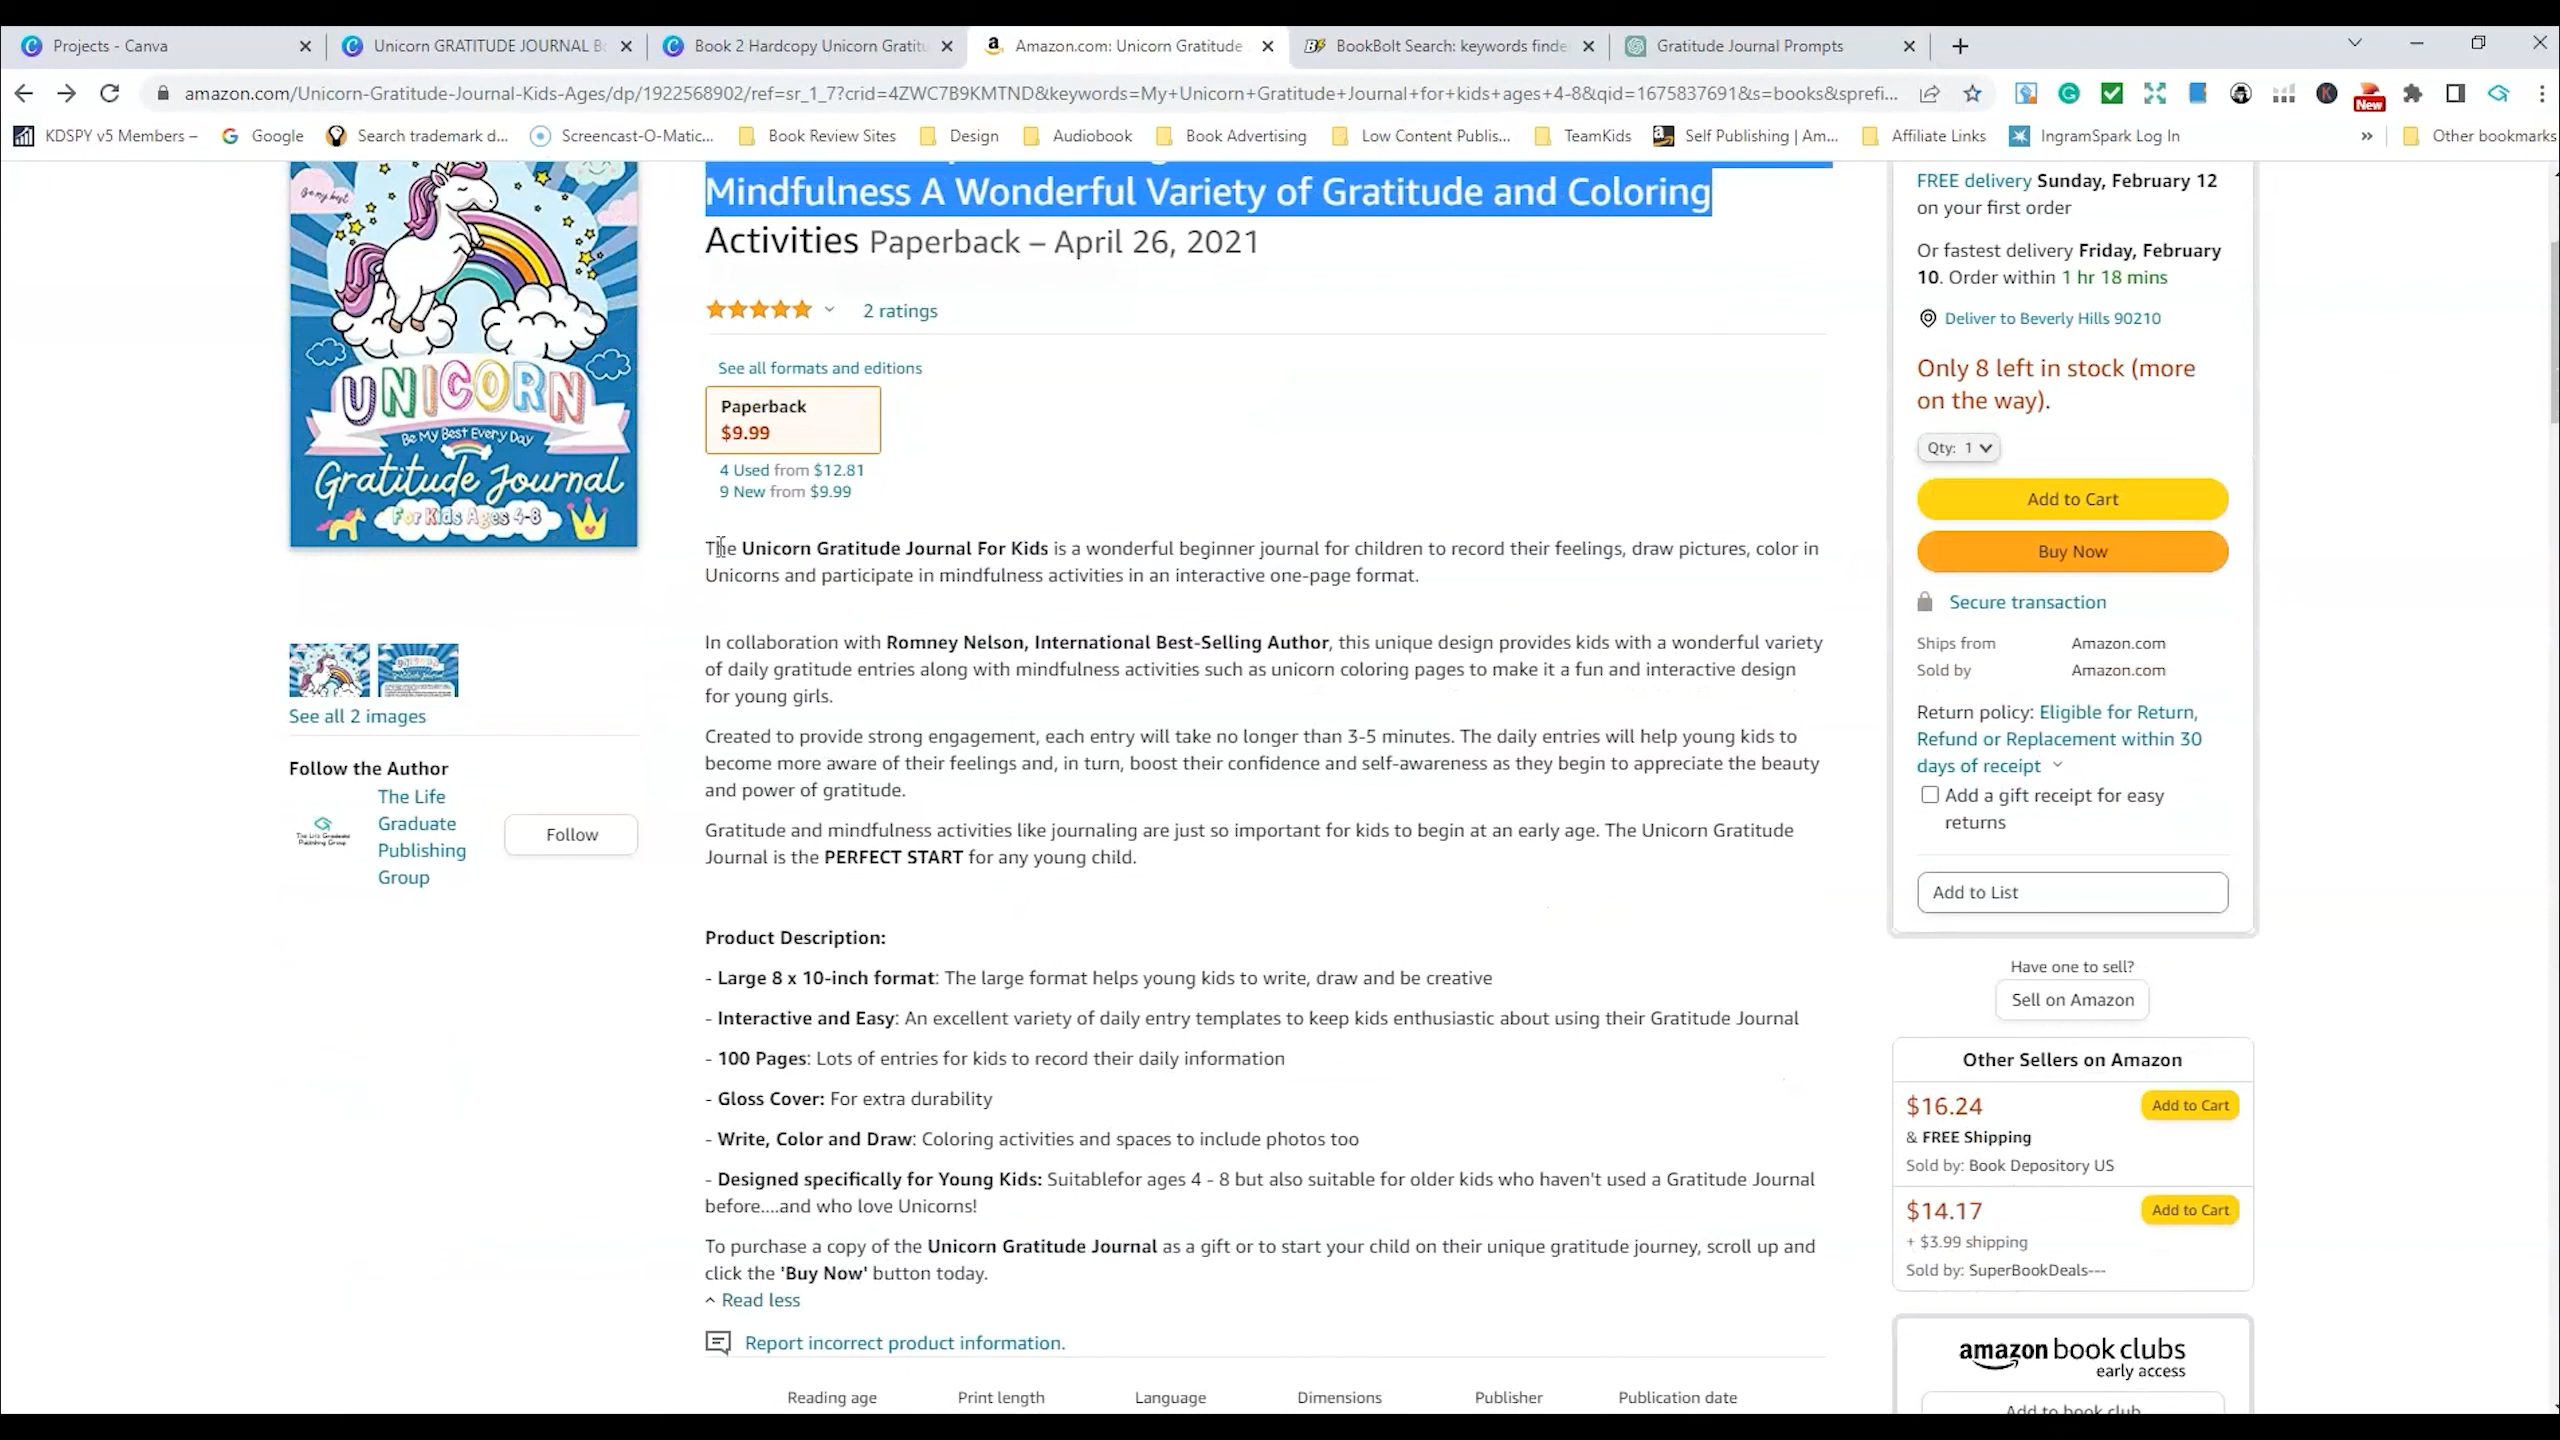 Projects - Canva
Unicorn GRATITUDE JOURNAL B
Book 2 Hardcopy Unicorn Gratitu
Amazon.com: Unicorn Gratitude
BookBolt Search: keywords finde
Gratitude Journal Prompts
amazon.com/Unicorn-Gratitude-Journal-Kids-Ages/dp/1922568902/ref=sr_1_7?crid=4ZWC7B9KMTND&keywords=My+Unicorn+Gratitude+Journal+for+kids+ages+4-8&qid=1675837691&s=books&sprefi...
New
KDSPY v5 Members –
Google
Search trademark d...
Screencast-O-Matic...
Book Review Sites
Design
Audiobook
Book Advertising
Low Content Publis...
TeamKids
Self Publishing | Am...
Affiliate Links
IngramSpark Log In
»
Other bookmarks
Mindfulness A Wonderful Variety of Gratitude and Coloring
Activities Paperback – April 26, 2021
2 ratings
See all formats and editions
Paperback
$9.99
4 Used from $12.81
9 New from $9.99
The Unicorn Gratitude Journal For Kids is a wonderful beginner journal for children to record their feelings, draw pictures, color in
Unicorns and participate in mindfulness activities in an interactive one-page format.
In collaboration with Romney Nelson, International Best-Selling Author, this unique design provides kids with a wonderful variety
of daily gratitude entries along with mindfulness activities such as unicorn coloring pages to make it a fun and interactive design
for young girls.
Created to provide strong engagement, each entry will take no longer than 3-5 minutes. The daily entries will help young kids to
become more aware of their feelings and, in turn, boost their confidence and self-awareness as they begin to appreciate the beauty
and power of gratitude.
Gratitude and mindfulness activities like journaling are just so important for kids to begin at an early age. The Unicorn Gratitude
Journal is the PERFECT START for any young child.
Product Description:
- Large 8 x 10-inch format: The large format helps young kids to write, draw and be creative
- Interactive and Easy: An excellent variety of daily entry templates to keep kids enthusiastic about using their Gratitude Journal
- 100 Pages: Lots of entries for kids to record their daily information
- Gloss Cover: For extra durability
- Write, Color and Draw: Coloring activities and spaces to include photos too
- Designed specifically for Young Kids: Suitablefor ages 4 - 8 but also suitable for older kids who haven't used a Gratitude Journal
before....and who love Unicorns!
To purchase a copy of the Unicorn Gratitude Journal as a gift or to start your child on their unique gratitude journey, scroll up and
click the 'Buy Now' button today.
Read less
Report incorrect product information.
Reading age
Print length
Language
Dimensions
Publisher
Publication date
Be my best
UNICORN
Be My Best Every Day
Gratitude Journal
For Kids Ages 4-8
See all 2 images
Follow the Author
The Life
Graduate
Publishing
Group
Follow
The Life Graduate
Publishing Group
FREE delivery Sunday, February 12
on your first order
Or fastest delivery Friday, February
10. Order within 1 hr 18 mins
Deliver to Beverly Hills 90210
Only 8 left in stock (more
on the way).
Qty: 1
Add to Cart
Buy Now
Secure transaction
Ships from Amazon.com
Sold by Amazon.com
Return policy: Eligible for Return,
Refund or Replacement within 30
days of receipt
Add a gift receipt for easy
returns
Add to List
Have one to sell?
Sell on Amazon
Other Sellers on Amazon
$16.24
Add to Cart
& FREE Shipping
Sold by: Book Depository US
$14.17
Add to Cart
+ $3.99 shipping
Sold by: SuperBookDeals---
amazon book clubs
early access
Add to book club